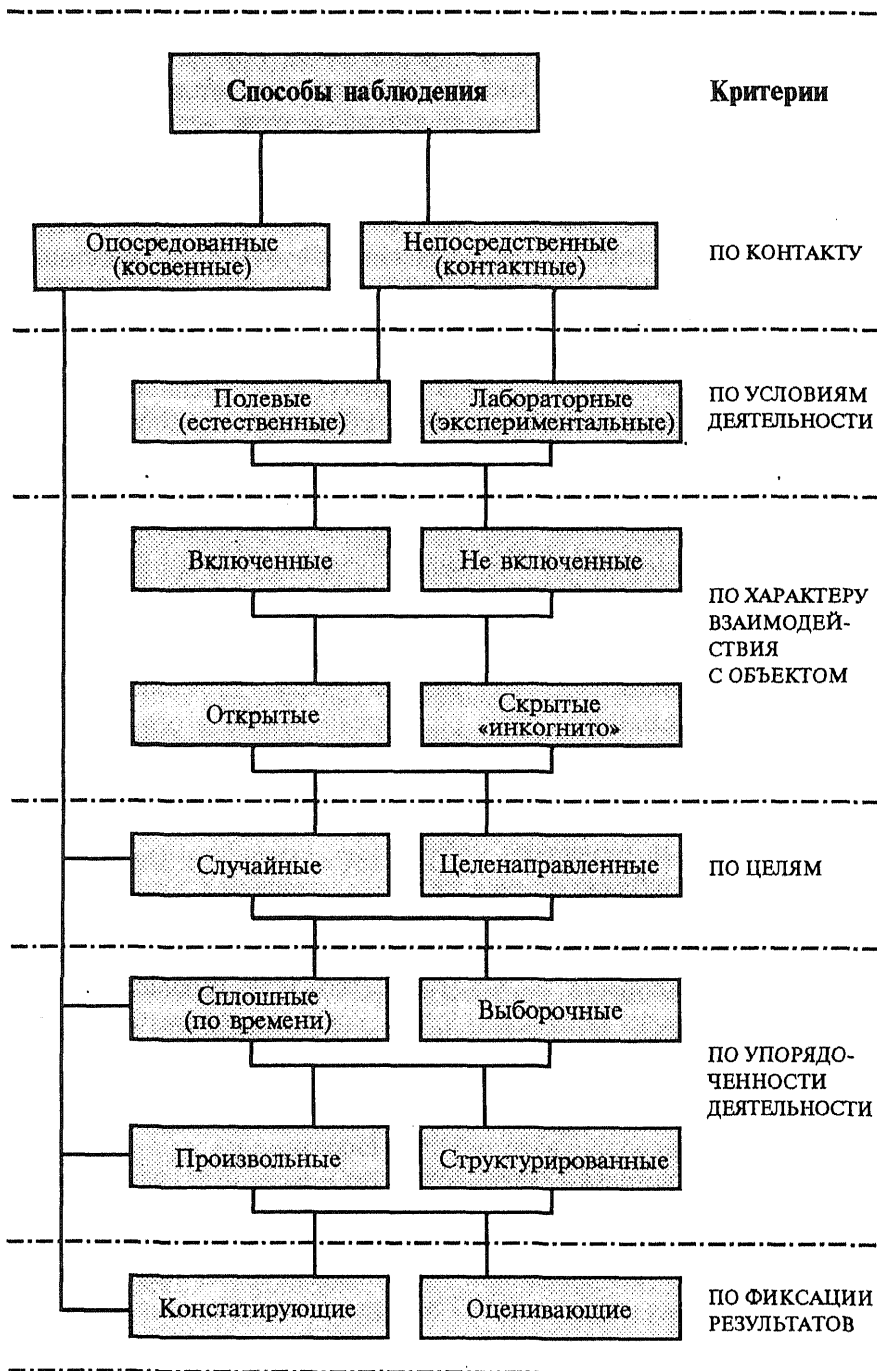 Способы наблюдения
Критерии
Опосредованные
(косвенные)
Непосредственные
(контактные)
ПО КОНТАКТУ
Полевые
(естественные)
Лабораторные
(экспериментальные)
ПО УСЛОВИЯМ
ДЕЯТЕЛЬНОСТИ
Включенные
Не включенные
ПО ХАРАКТЕРУ
ВЗАИМОДЕЙ-
СТВИЯ
С ОБЪЕКТОМ
Открытые
Скрытые
«инкогнито»
Случайные
Целенаправленные
ПО ЦЕЛЯМ
Сплошные
(по времени)
Выборочные
ПО УПОРЯДО-
ЧЕННОСТИ
ДЕЯТЕЛЬНОСТИ
Произвольные
Структурированные
Констатирующие
Оценивающие
ПО ФИКСАЦИИ
РЕЗУЛЬТАТОВ